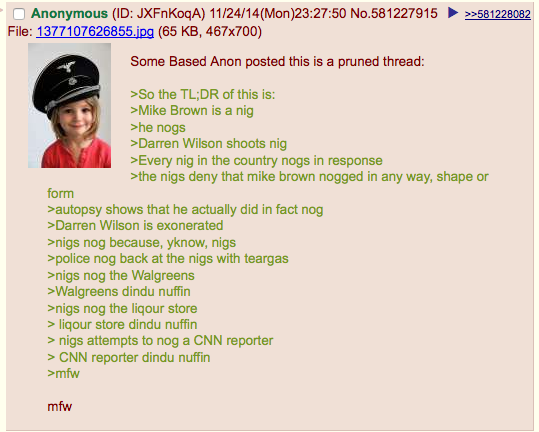 Anonymous (ID: JXFnKoqA) 11/24/14(Mon)23:27:50 No.581227915 ▶ >>581228082
File: 1377107626855.jpg (65 KB, 467x700)
Some Based Anon posted this is a pruned thread:
>So the TL;DR of this is:
>Mike Brown is a nig
>he nogs
>Darren Wilson shoots nig
>Every nig in the country nogs in response
>the nigs deny that mike brown nogged in any way, shape or
form
>autopsy shows that he actually did in fact nog
>Darren Wilson is exonerated
>nigs nog because, yknow, nigs
>police nog back at the nigs with teargas
>nigs nog the Walgreens
>Walgreens dindu nuffin
>nigs nog the liqour store
> liqour store dindu nuffin
> nigs attempts to nog a CNN reporter
> CNN reporter dindu nuffin
>mfw
mfw